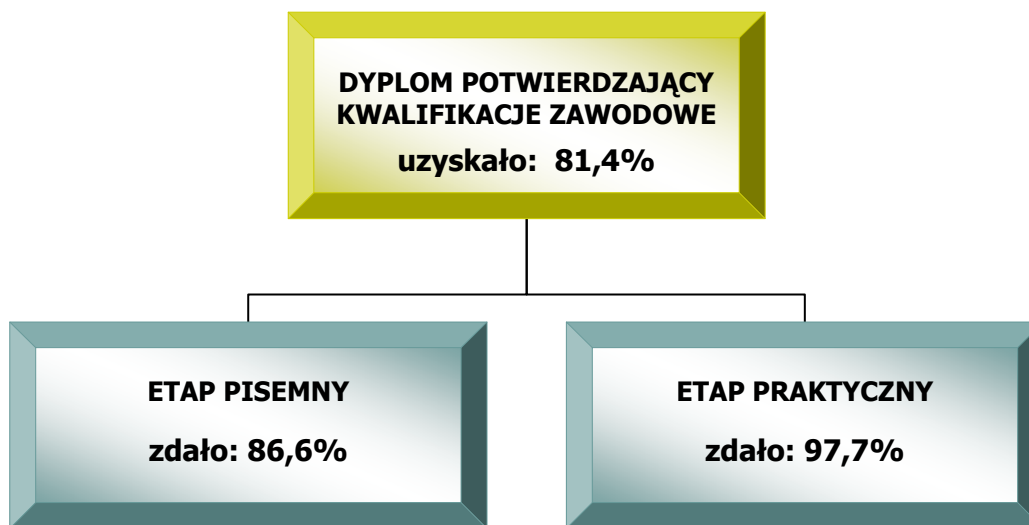 DYPLOM POTWIERDZAJĄCY
KWALIFIKACJE ZAWODOWE
uzyskało: 81,4%
ETAP PISEMNY
zdało: 86,6%
ETAP PRAKTYCZNY
zdało: 97,7%